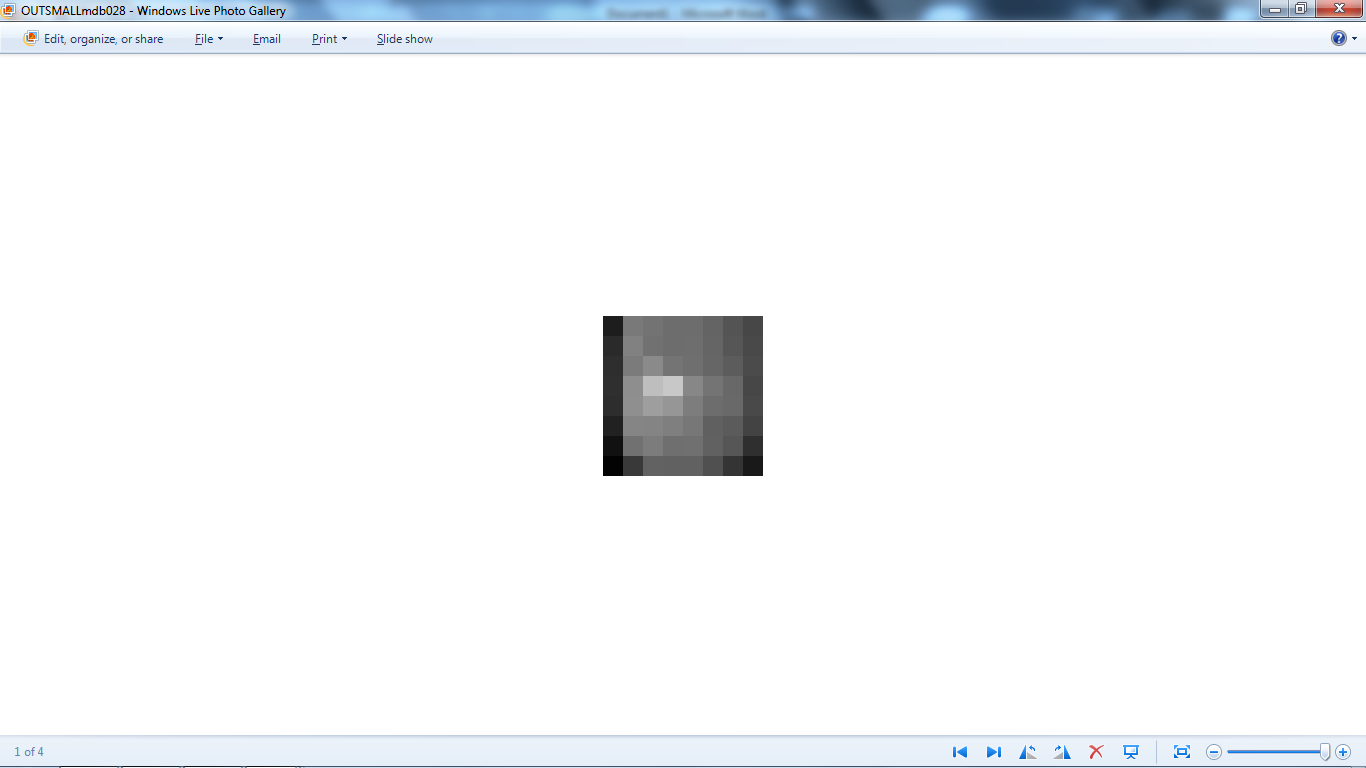 OUTSMALLmdb028 - Windows Live Photo Gallery
Edit, organize, or share File Email Print Slide show
1 of 4